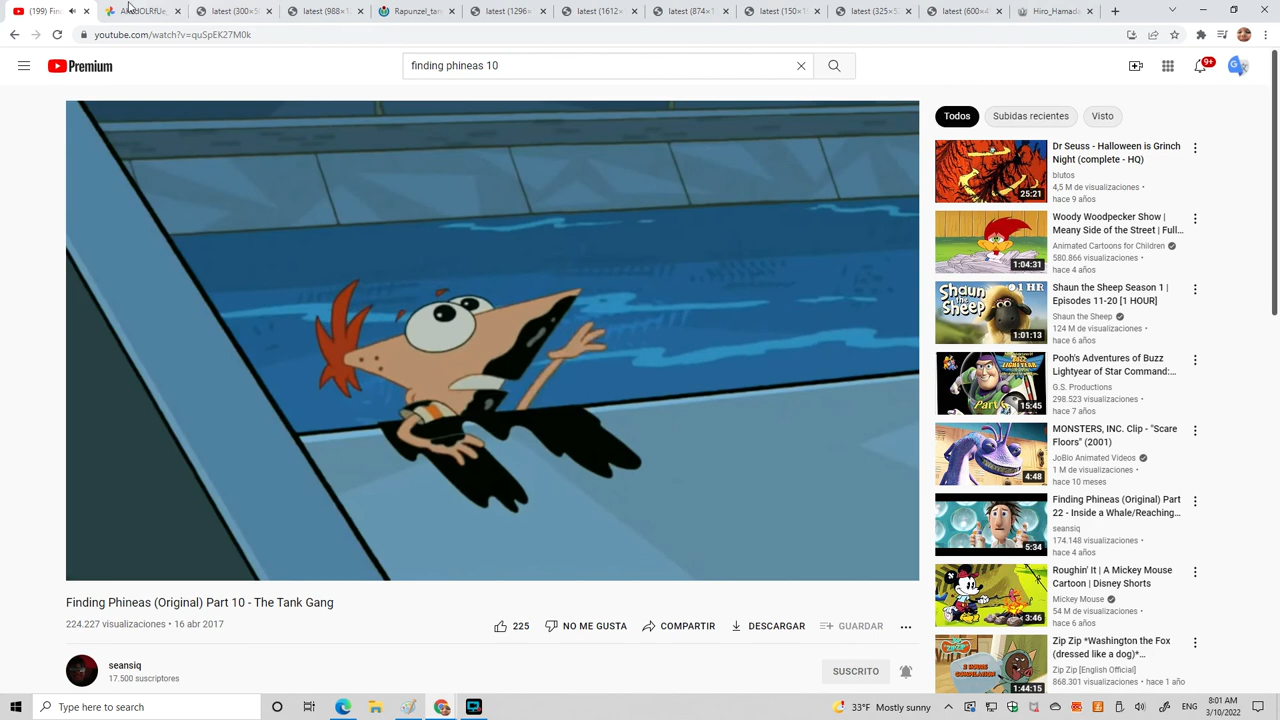 (199) Fin
latest (300×5
latest (988×1
Rapunzel_tan
latest (1296×
latest (1612×
latest (874×1
latest (150×1
latest (325×5
latest (600×4
Hiro_Hamada
youtube.com/watch?v=quSpEK27M0k
Premium
finding phineas 10
9+
Todos
Subidas recientes
Visto
Dr Seuss - Halloween is Grinch
Night (complete - HQ)
blutos
4,5 M de visualizaciones •
hace 9 años
25:21
Woody Woodpecker Show |
Meany Side of the Street | Full...
Animated Cartoons for Children
580.866 visualizaciones •
hace 4 años
1:04:31
Shaun the Sheep Season 1 |
Episodes 11-20 [1 HOUR]
Shaun the Sheep
124 M de visualizaciones •
hace 6 años
Shaun
the
Sheep
1 HR
1:01:13
Pooh's Adventures of Buzz
Lightyear of Star Command:...
G.S. Productions
298.523 visualizaciones •
hace 7 años
15:45
MONSTERS, INC. Clip - "Scare
Floors" (2001)
JoBlo Animated Videos
1 M de visualizaciones •
hace 10 meses
4:48
Finding Phineas (Original) Part
22 - Inside a Whale/Reaching...
seansiq
174.148 visualizaciones •
hace 4 años
5:34
Roughin' It | A Mickey Mouse
Cartoon | Disney Shorts
Mickey Mouse
54 M de visualizaciones •
hace 6 años
3:46
Zip Zip *Washington the Fox
(dressed like a dog)*...
Zip Zip [English Official]
868.301 visualizaciones • hace 1 año
1:44:15
Finding Phineas (Original) Part 10 - The Tank Gang
224.227 visualizaciones • 16 abr 2017
225
NO ME GUSTA
COMPARTIR
DESCARGAR
GUARDAR
seansiq
17.500 suscriptores
SUSCRITO
Type here to search
33°F Mostly sunny
8:01 AM
3/10/2022